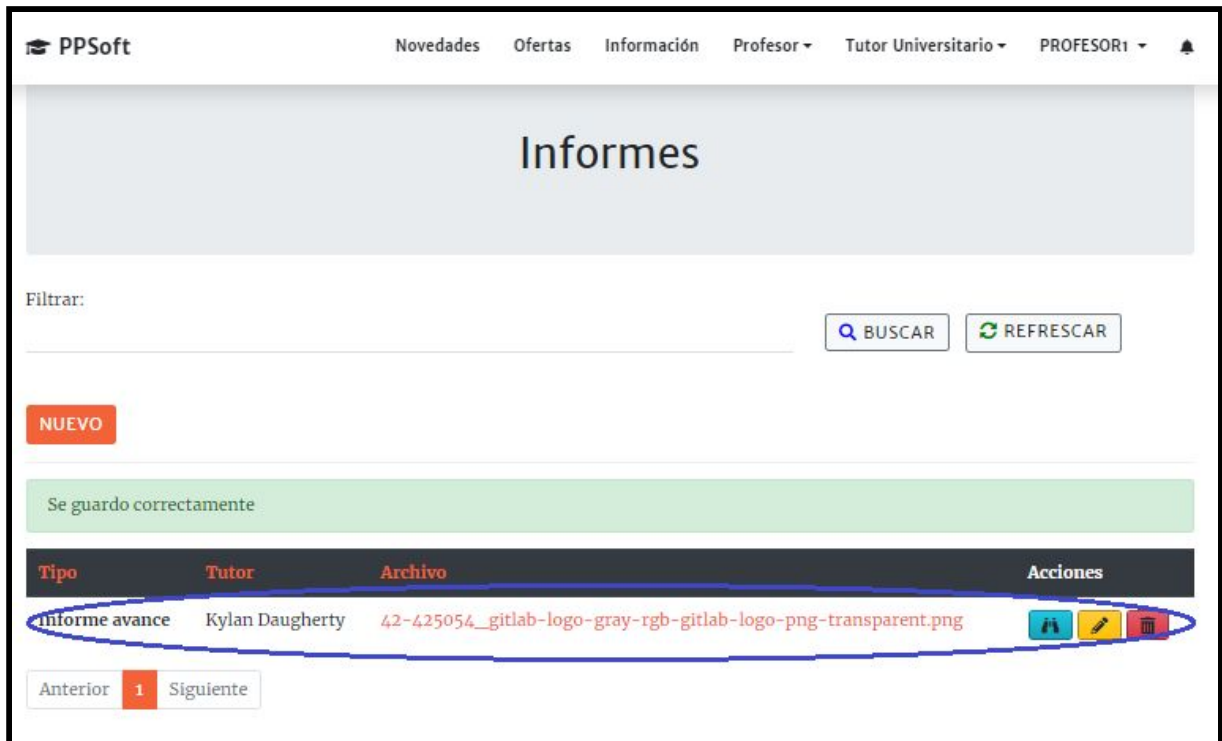 PPSoft Novedades Ofertas Información Profesor Tutor Universitario PROFESOR1
Informes
Filtrar:
BUSCAR REFRESCAR
NUEVO
Se guardo correctamente
Tipo Tutor Archivo Acciones
Informe avance Kylan Daugherty 42-425054_gitlab-logo-gray-rgb-gitlab-logo-png-transparent.png
Anterior 1 Siguiente